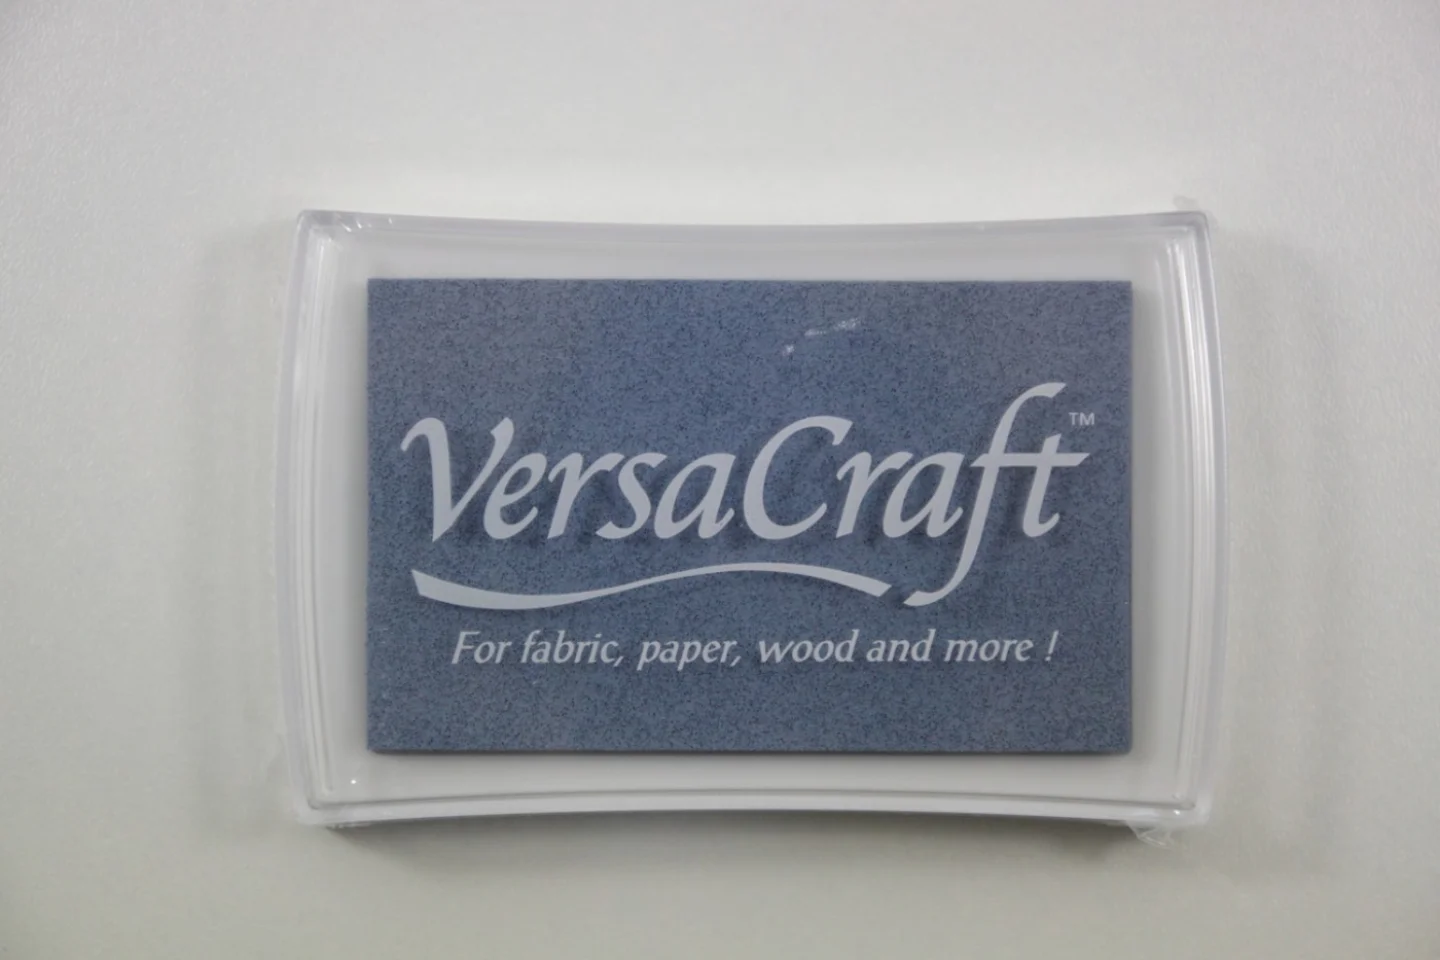 VersaCraft™
For fabric, paper, wood and more !